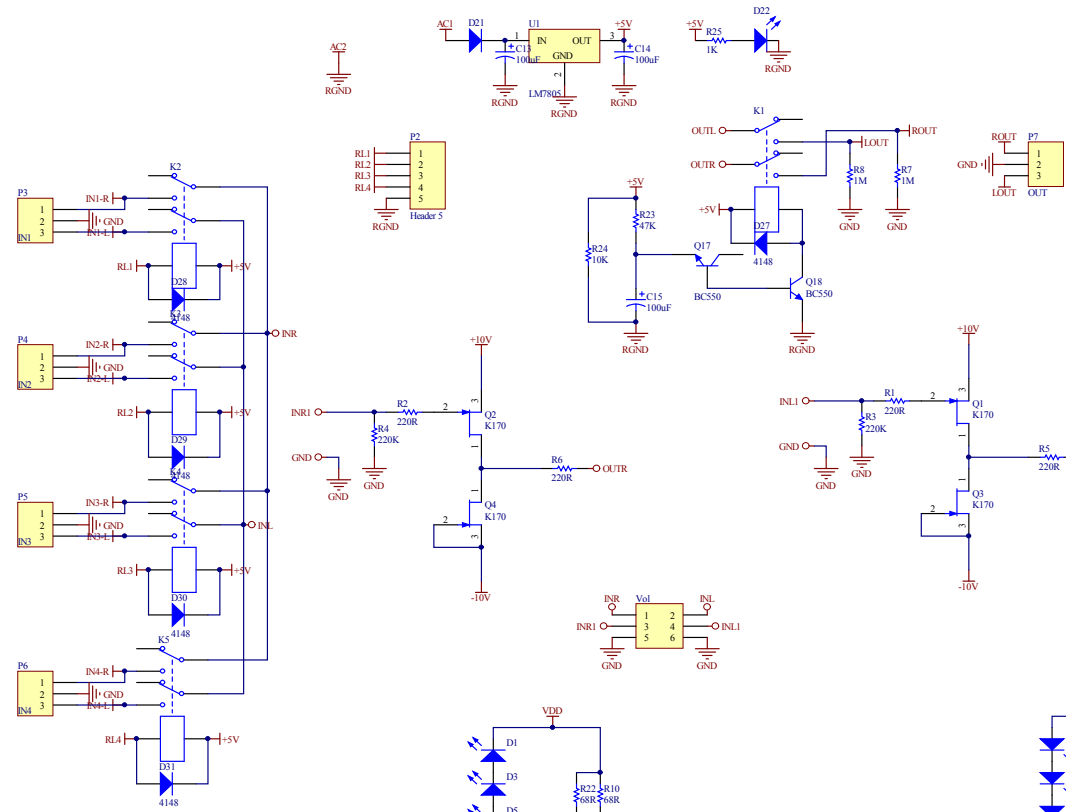 AC1
D21
U1
+5V
1
IN
OUT
3
GND
2
C13
100uF
C14
100uF
LM7805
RGND
RGND
RGND
+5V
R25
1K
D22
RGND
AC2
RGND
P2
RL1
1
RL2
2
RL3
3
RL4
4
5
RGND
Header 5
K1
OUTL
OUTR
LOUT
ROUT
R8
1M
R7
1M
GND
GND
+5V
D27
4148
+5V
R23
47K
R24
10K
C15
100uF
Q17
BC550
Q18
BC550
RGND
RGND
P7
ROUT
1
GND
2
3
LOUT
OUT
K2
P3
1
2
3
IN1
IN1-R
GND
IN1-L
RL1
+5V
D28
4148
K3
P4
1
2
3
IN2
IN2-R
GND
IN2-L
INR
RL2
+5V
D29
4148
K4
P5
1
2
3
IN3
IN3-R
GND
IN3-L
INL
RL3
+5V
D30
4148
K5
P6
1
2
3
IN4
IN4-R
GND
IN4-L
RL4
+5V
D31
4148
+10V
INR1
R2
220R
R4
220K
GND
GND
GND
2
3
1
Q2
K170
R6
220R
OUTR
1
2
3
Q4
K170
-10V
+10V
INL1
R1
220R
R3
220K
GND
GND
GND
2
3
1
Q1
K170
R5
220R
1
2
3
Q3
K170
-10V
INR
Vol
INL
1
2
INR1
3
4
INL1
5
6
GND
GND
VDD
D1
D3
D5
R22
68R
R10
68R